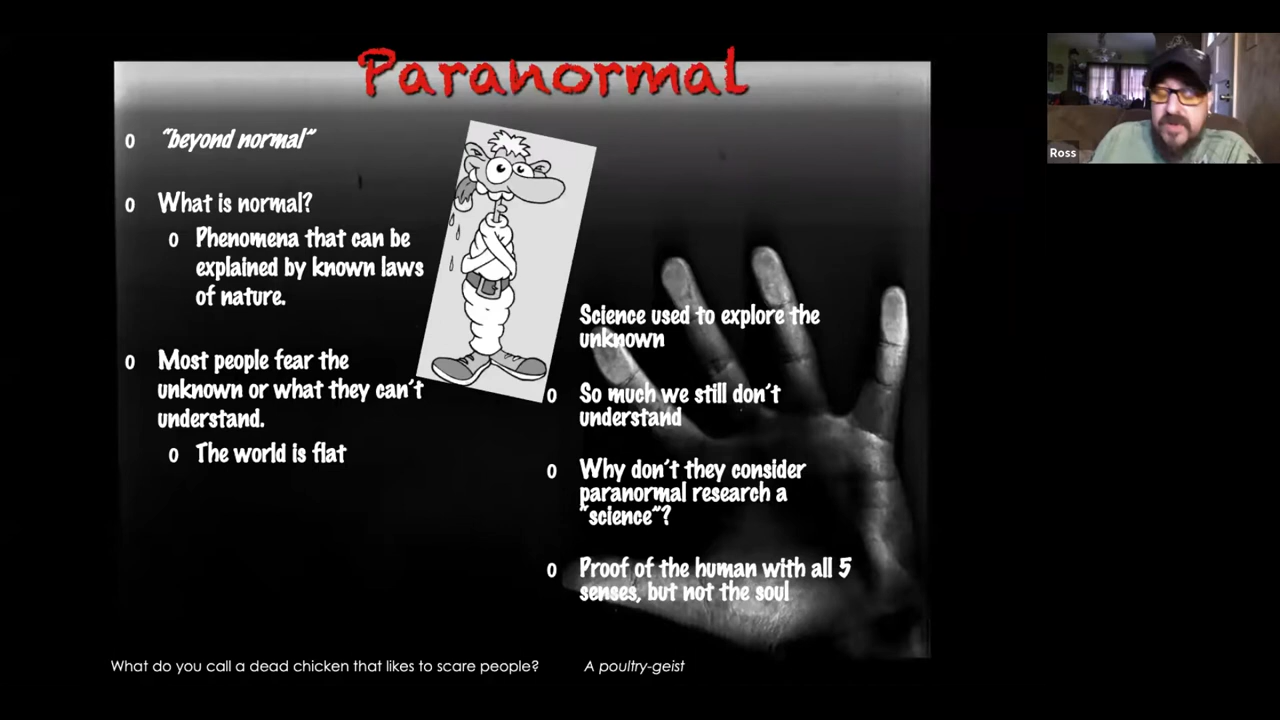 Paranormal
"beyond normal"
What is normal?
Phenomena that can be
explained by known laws
of nature.
Most people fear the
unknown or what they can't
understand.
The world is flat
Science used to explore the
unknown
So much we still don't
understand
Why don't they consider
paranormal research a
"science"?
Proof of the human with all 5
senses, but not the soul
What do you call a dead chicken that likes to scare people? A poultry-geist
Ross